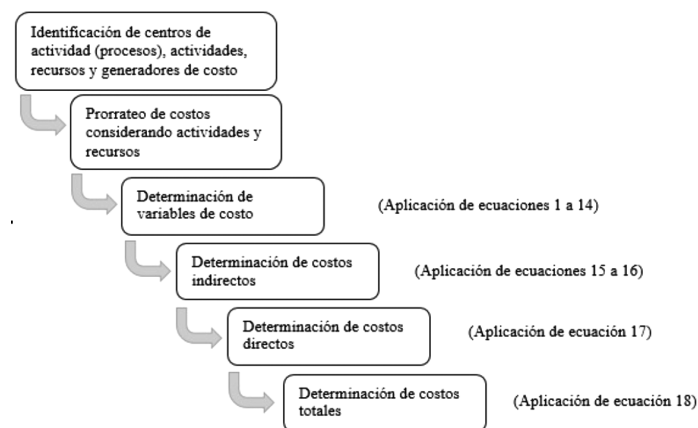 Identificación de centros de
actividad (procesos), actividades,
recursos y generadores de costo
Prorrateo de costos
considerando actividades y
recursos
Determinación de
variables de costo
(Aplicación de ecuaciones 1 a 14)
Determinación de costos
indirectos
(Aplicación de ecuaciones 15 a 16)
Determinación de costos
directos
(Aplicación de ecuación 17)
Determinación de costos
totales
(Aplicación de ecuación 18)